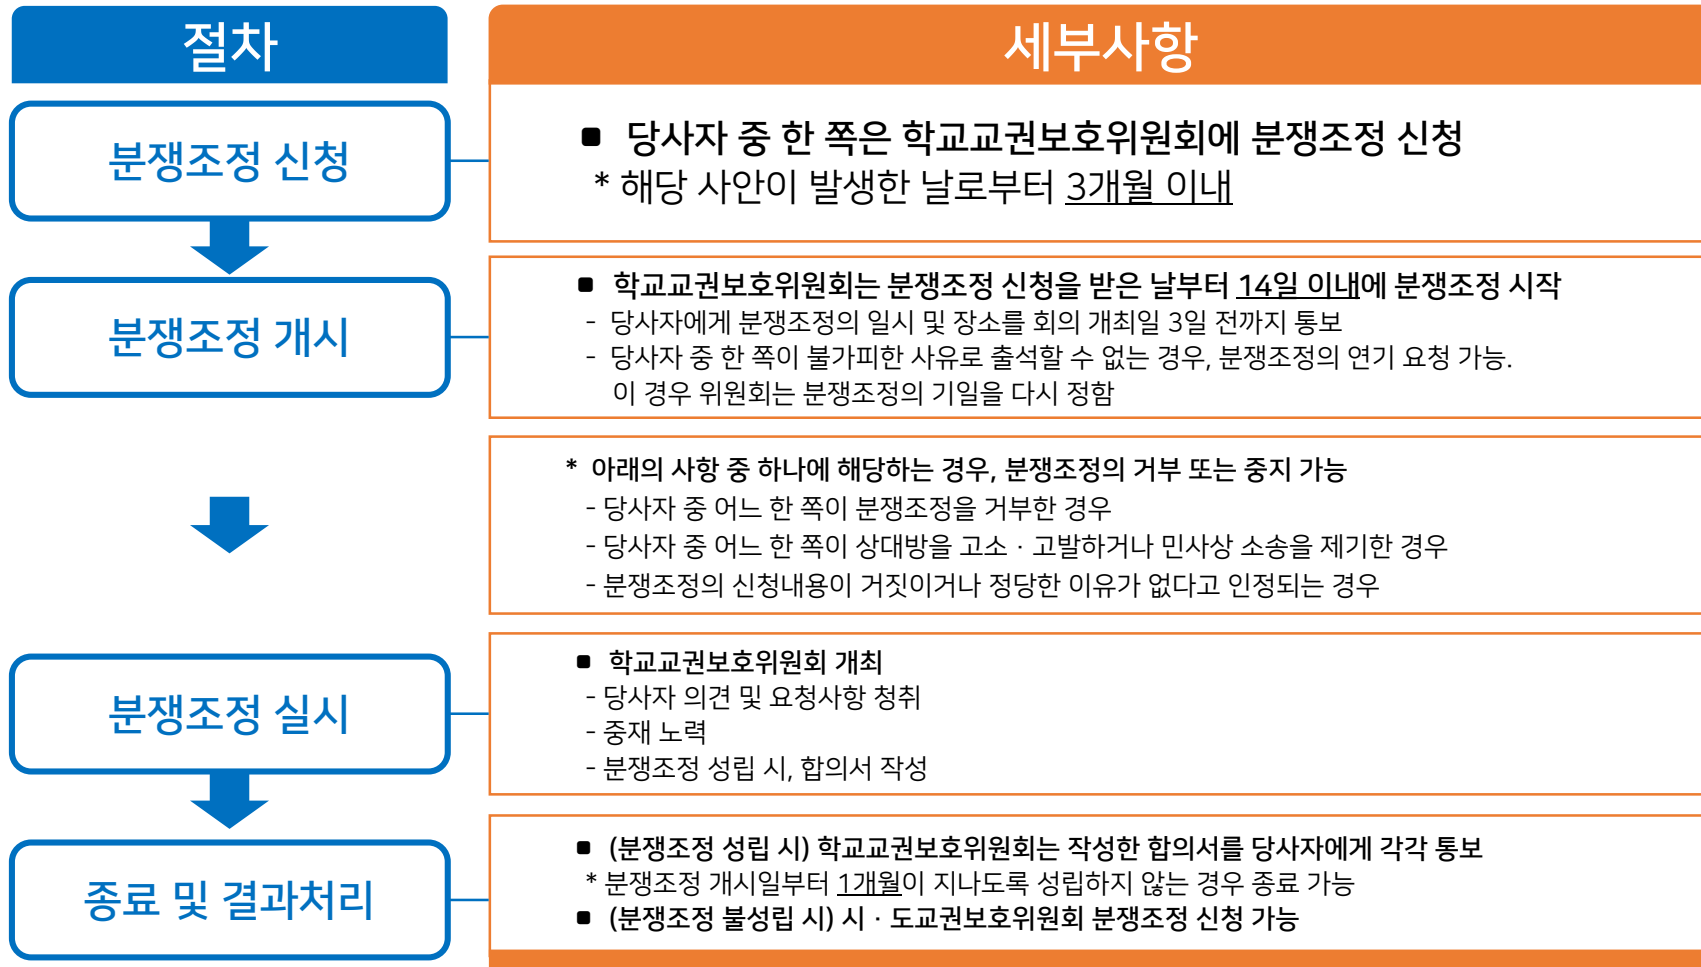 절차
세부사항
분쟁조정 신청
■ 당사자 중 한 쪽은 학교교권보호위원회에 분쟁조정 신청
* 해당 사안이 발생한 날로부터 3개월 이내
분쟁조정 개시
■ 학교교권보호위원회는 분쟁조정 신청을 받은 날부터 14일 이내에 분쟁조정 시작
- 당사자에게 분쟁조정의 일시 및 장소를 회의 개최일 3일 전까지 통보
- 당사자 중 한 쪽이 불가피한 사유로 출석할 수 없는 경우, 분쟁조정의 연기 요청 가능.
이 경우 위원회는 분쟁조정의 기일을 다시 정함
* 아래의 사항 중 하나에 해당하는 경우, 분쟁조정의 거부 또는 중지 가능
- 당사자 중 어느 한 쪽이 분쟁조정을 거부한 경우
- 당사자 중 어느 한 쪽이 상대방을 고소 · 고발하거나 민사상 소송을 제기한 경우
- 분쟁조정의 신청내용이 거짓이거나 정당한 이유가 없다고 인정되는 경우
분쟁조정 실시
■ 학교교권보호위원회 개최
- 당사자 의견 및 요청사항 청취
- 중재 노력
- 분쟁조정 성립 시, 합의서 작성
종료 및 결과처리
■ (분쟁조정 성립 시) 학교교권보호위원회는 작성한 합의서를 당사자에게 각각 통보
* 분쟁조정 개시일부터 1개월이 지나도록 성립하지 않는 경우 종료 가능
■ (분쟁조정 불성립 시) 시 · 도교권보호위원회 분쟁조정 신청 가능